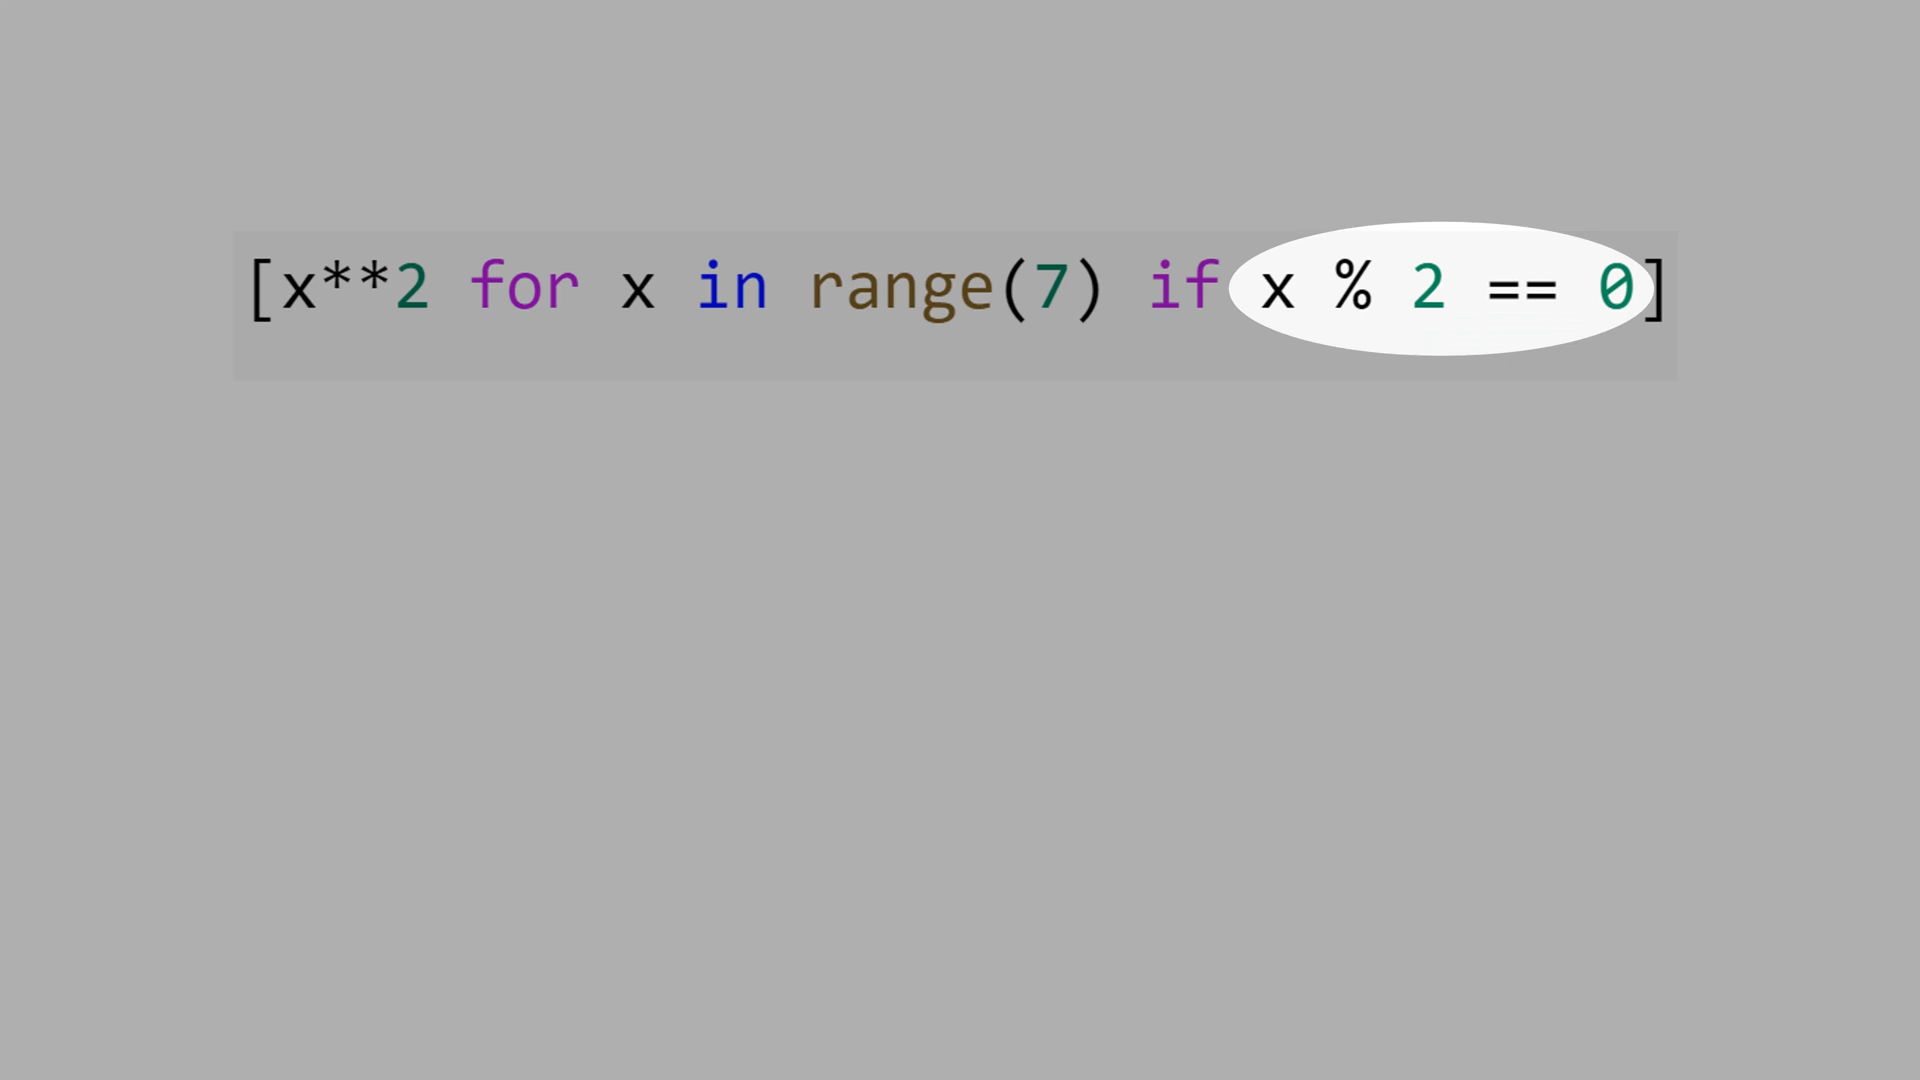 [x**2 for x in range(7) if x % 2 == 0]